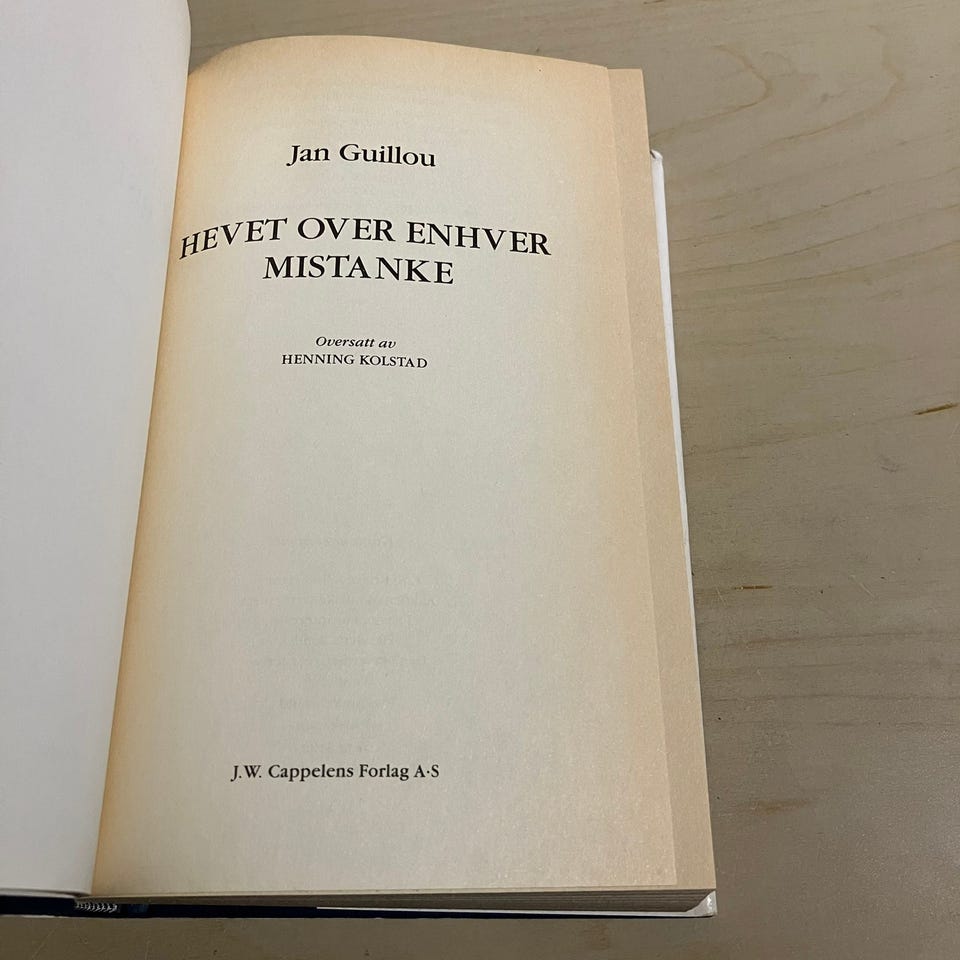 Jan Guillou
HEVET OVER ENHVER
MISTANKE
Oversatt av
HENNING KOLSTAD
J.W. Cappelens Forlag A·S